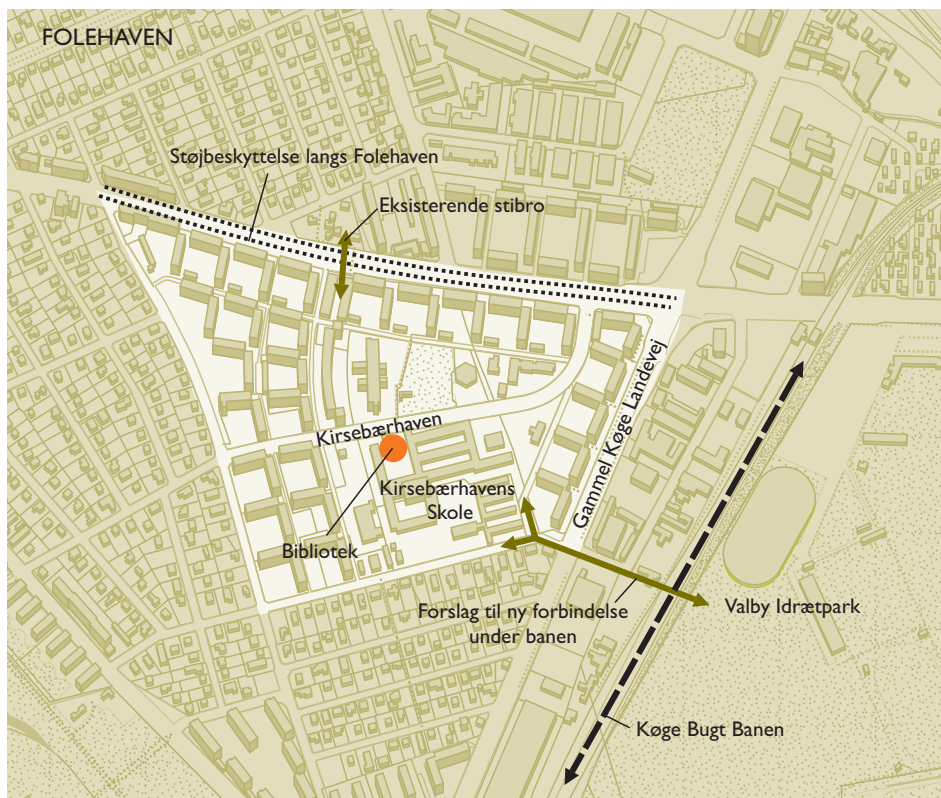 FOLEHAVEN
Støjbeskyttelse langs Folehaven
Eksisterende stibro
Gammel Køge Landevej
Kirsebærhaven
Kirsebærhavens
Skole
Bibliotek
Forslag til ny forbindelse
under banen
Valby Idrætpark
Køge Bugt Banen